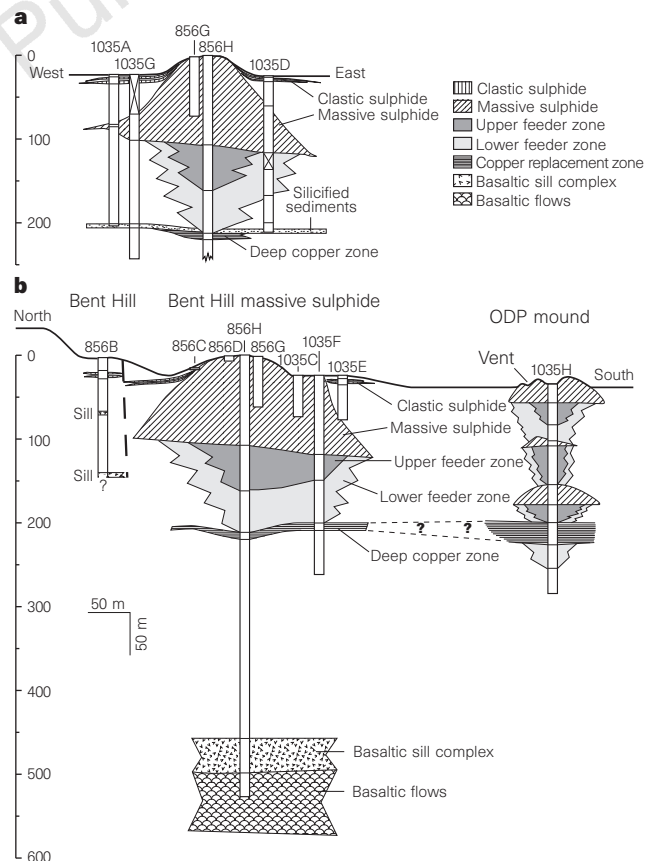 Pu
a
856G
1035A
856H
0
1035G
1035D
West
East
Clastic sulphide
Massive sulphide
100
Silicified
sediments
200
Deep copper zone
Clastic sulphide
Massive sulphide
Upper feeder zone
Lower feeder zone
Copper replacement zone
Basaltic sill complex
Basaltic flows
b
Bent Hill
Bent Hill massive sulphide
North
ODP mound
856H
856B
856C
856DI
856G
1035F
1035C
1035E
Vent
1035H
South
0
Clastic sulphide
Sill
Massive sulphide
100
Upper feeder zone
Sill
?
Lower feeder zone
200
?
?
Deep copper zone
300
50 m
50 m
400
Basaltic sill complex
500
Basaltic flows
600